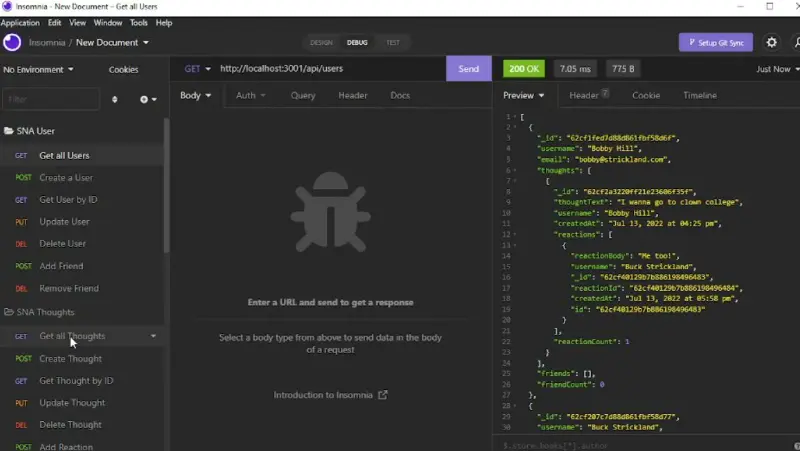 Insomnia - New Document – Get all Users
Application Edit View Window Tools Help
Insomnia / New Document
DESIGN DEBUG TEST
Setup Git Sync
No Environment Cookies
GET http://localhost:3001/api/users Send
200 OK 7.05 ms 775 B Just Now
Filter
Body Auth Query Header Docs
Preview Header 7 Cookie Timeline
SNA User
GET Get all Users
POST Create a User
GET Get User by ID
PUT Update User
DEL Delete User
POST Add Friend
DEL Remove Friend
SNA Thoughts
GET Get all Thoughts
POST Create Thought
GET Get Thought by ID
PUT Update Thought
DEL Delete Thought
POST Add Reaction
Enter a URL and send to get a response
Select a body type from above to send data in the body
of a request
Introduction to Insomnia
1 [
2 {
3 "_id": "62cf1fed7d88d861fbf58d6f",
4 "username": "Bobby Hill",
5 "email": "bobby@strickland.com",
6 "thoughts": [
7 {
8 "_id": "62cf2a3220ff21e23606f35f",
9 "thoughtText": "I wanna go to clown college",
10 "username": "Bobby Hill",
11 "createdAt": "Jul 13, 2022 at 04:25 pm",
12 "reactions": [
13 {
14 "reactionBody": "Me too!",
15 "username": "Buck Strickland",
16 "_id": "62cf40129b7b886198496483",
17 "reactionId": "62cf40129b7b886198496484",
18 "createdAt": "Jul 13, 2022 at 05:58 pm",
19 "id": "62cf40129b7b886198496483"
20 }
21 ],
22 "reactionCount": 1
23 }
24 ],
25 "friends": [],
26 "friendCount": 0
27 },
28 {
29 "_id": "62cf207c7d88d861fbf58d77",
30 "username": "Buck Strickland",
$.store.books[*].author